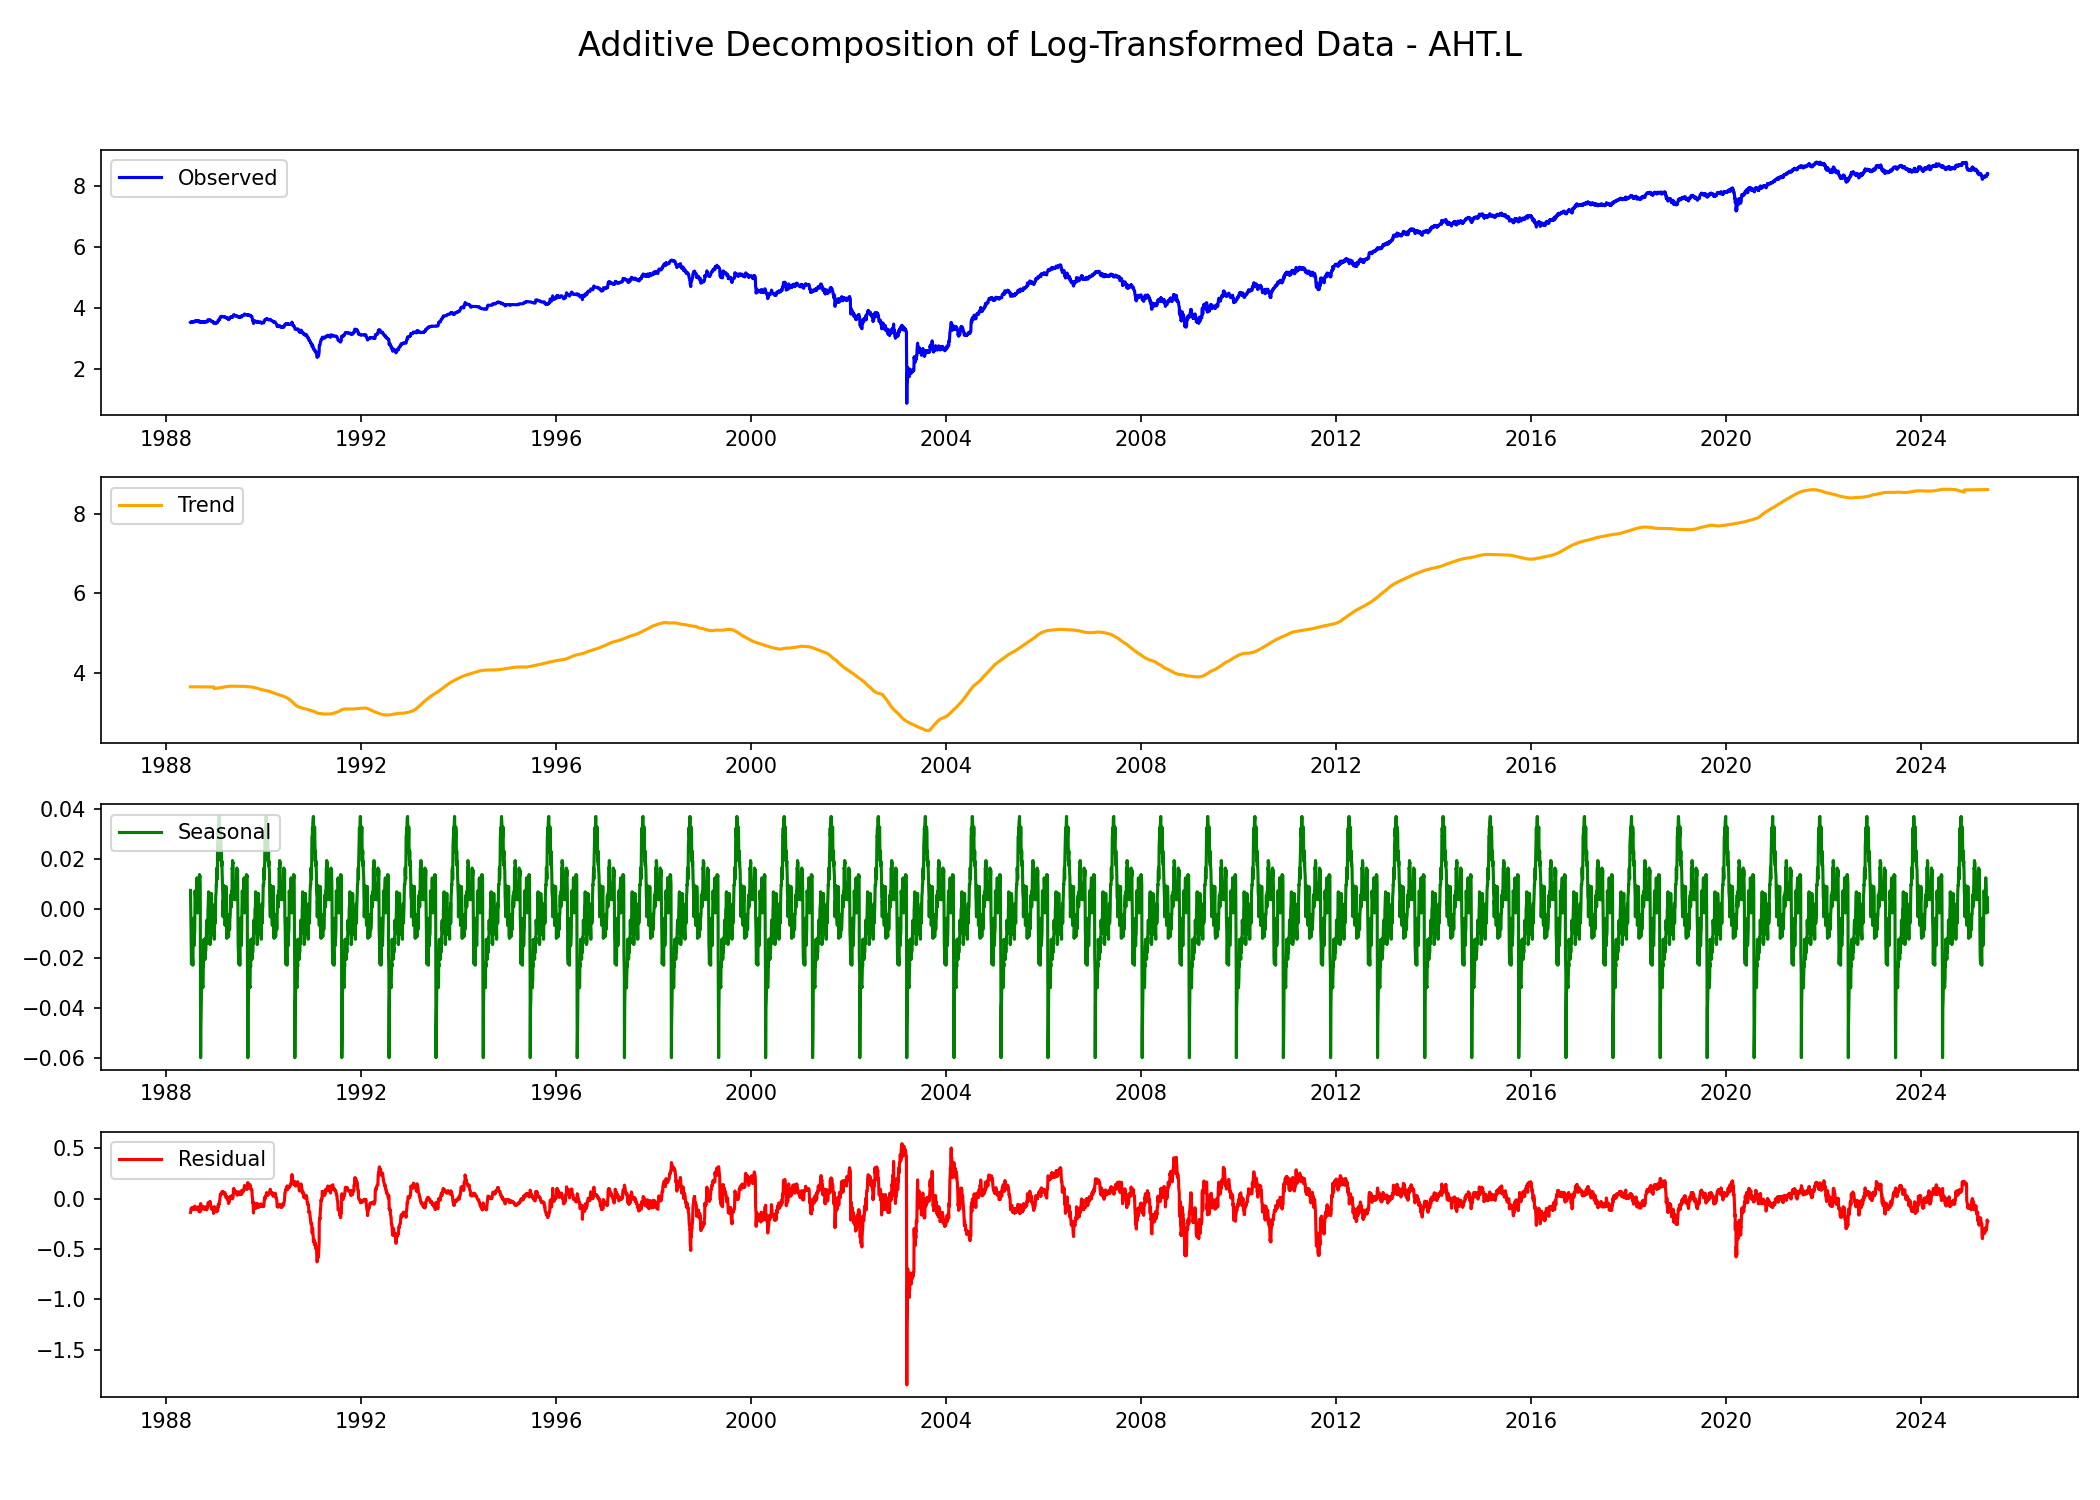 Additive Decomposition of Log-Transformed Data - AHT.L
Observed
8
6
4
2
1988 1992 1996 2000 2004 2008 2012 2016 2020 2024
Trend
8
6
4
1988 1992 1996 2000 2004 2008 2012 2016 2020 2024
Seasonal
0.04
0.02
0.00
−0.02
−0.04
−0.06
1988 1992 1996 2000 2004 2008 2012 2016 2020 2024
Residual
0.5
0.0
−0.5
−1.0
−1.5
1988 1992 1996 2000 2004 2008 2012 2016 2020 2024